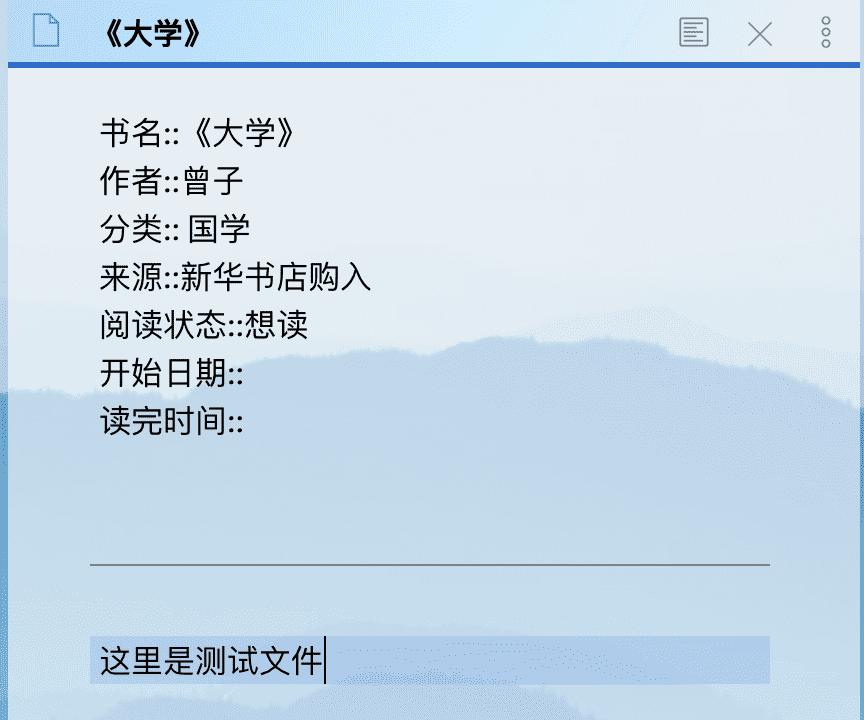 《大学》
书名::《大学》
作者::曾子
分类:: 国学
来源::新华书店购入
阅读状态::想读
开始日期::
读完时间::
这里是测试文件